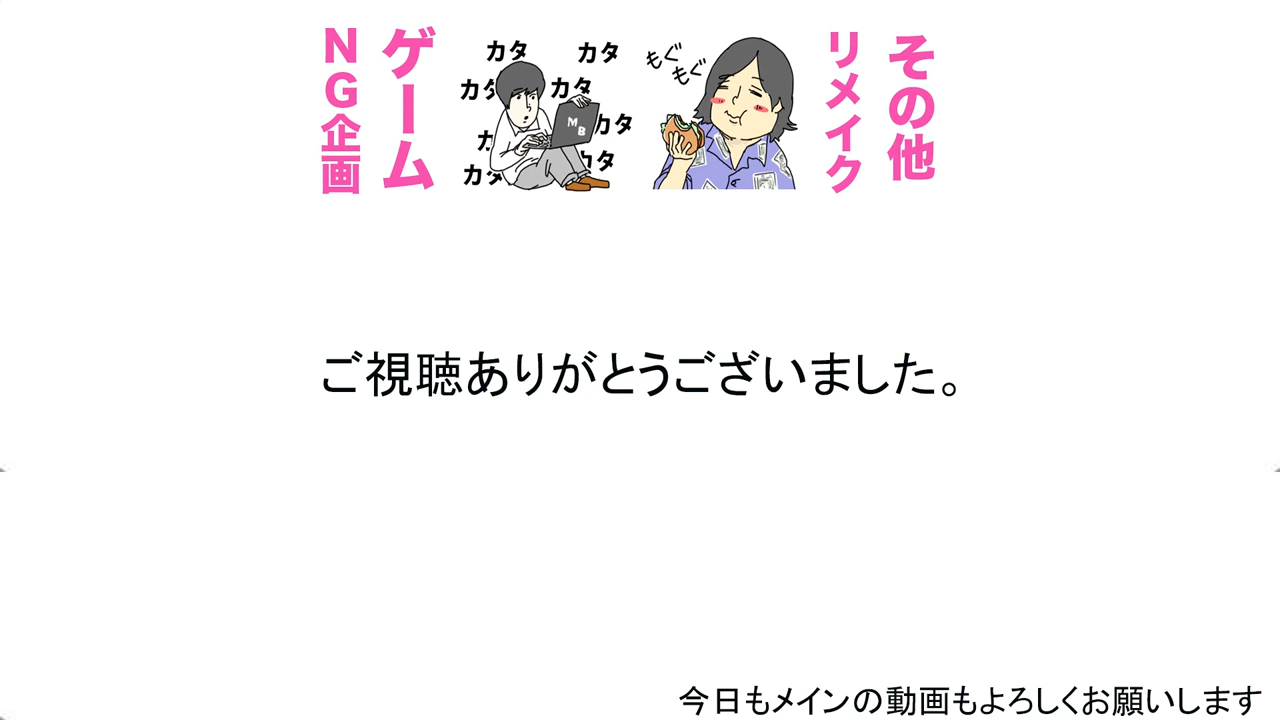 その他
リメイク
もぐ
もぐ
カタ
カタ
カタ
カタ
カタ
カ
カタ
カタ
MB
ゲーム
NG企画
ご視聴ありがとうございました。
今日もメインの動画もよろしくお願いします